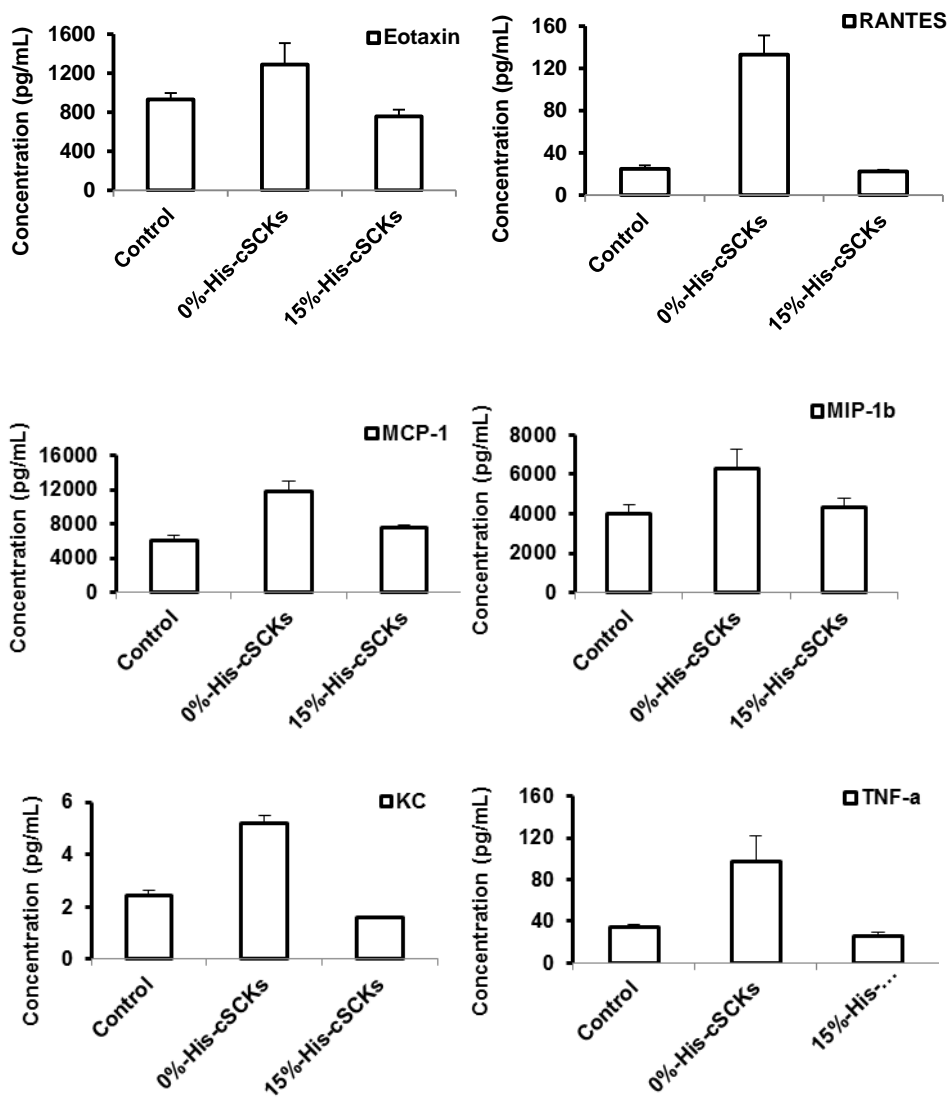 Concentration (pg/mL)
1600
1200
800
400
0
Eotaxin
Control
0%-His-cSCKs
15%-His-cSCKs
Concentration (pg/mL)
160
120
80
40
0
RANTES
Control
0%-His-cSCKs
15%-His-cSCKs
Concentration (pg/mL)
16000
12000
8000
4000
0
MCP-1
Control
0%-His-cSCKs
15%-His-cSCKs
Concentration (pg/mL)
8000
6000
4000
2000
0
MIP-1b
Control
0%-His-cSCKs
15%-His-cSCKs
Concentration (pg/mL)
6
4
2
0
KC
Control
0%-His-cSCKs
15%-His-cSCKs
Concentration (pg/mL)
160
120
80
40
0
TNF-a
Control
0%-His-cSCKs
15%-His-…